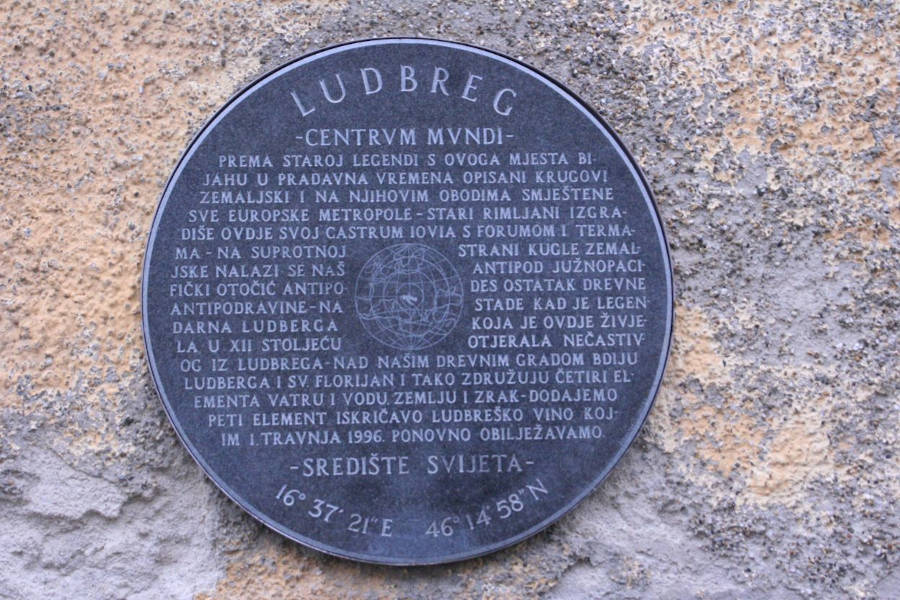 LUDBREG
-CENTRVM MVNDI-
PREMA STAROJ LEGENDI S OVOGA MJESTA BI-
JAHU U PRADAVNA VREMENA OPISANI KRUGOVI
ZEMALJSKI I NA NJIHOVIM OBODIMA SMJEŠTENE
SVE EUROPSKE METROPOLE-STARI RIMLJANI IZGRA-
DIŠE OVDJE SVOJ CASTRUM IOVIA S FORUMOM I TERMA-
MA-NA SUPROTNOJ STRANI KUGLE ZEMAL-
JSKE NALAZI SE NAŠ ANTIPOD JUŽNOPACI-
FIČKI OTOČIĆ ANTIPO- DES OSTATAK DREVNE
ANTIPODRAVINE-NA STADE KAD JE LEGEN
DARNA LUDBERGA KOJA JE OVDJE ŽIVJE
LA U XII STOLJEĆU OTJERALA NEČASTIV
OG IZ LUDBREGA-NAD NAŠIM DREVNIM GRADOM BDIJU
LUDBERGA I SV. FLORIJAN I TAKO ZDRUŽUJU ČETIRI EL-
EMENTA VATRU I VODU, ZEMLJU I ZRAK-DODAJEMO
PETI ELEMENT ISKRIČAVO LUDBREŠKO VINO KOJ-
IM 1. TRAVNJA 1996. PONOVNO OBILJEŽAVAMO
-SREDIŠTE SVIJETA-
16° 37' 21" E 46° 14' 58" N